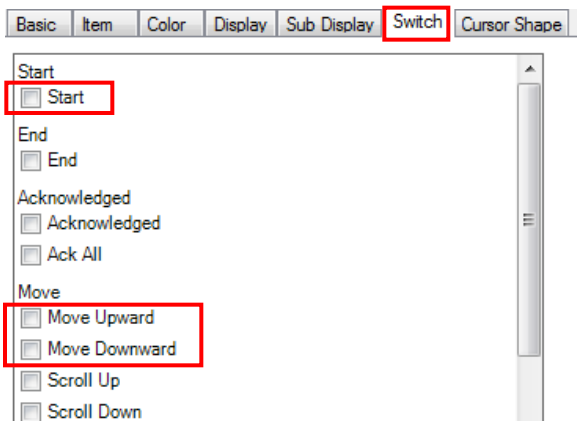 Basic Item Color Display Sub Display Switch Cursor Shape
Start
Start
End
End
Acknowledged
Acknowledged
Ack All
Move
Move Upward
Move Downward
Scroll Up
Scroll Down